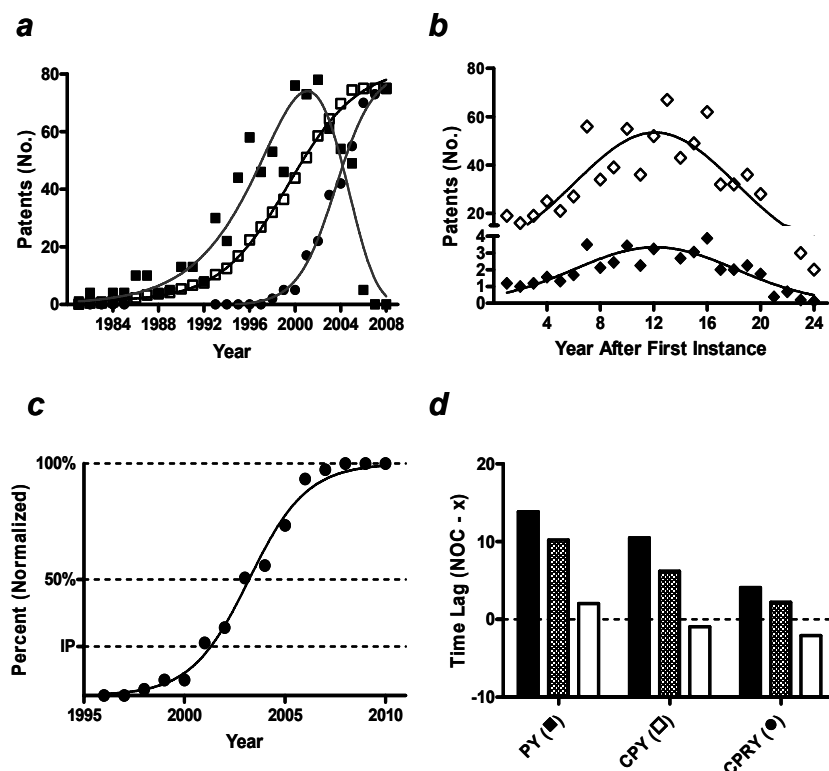 a
80
60
40
20
0
Patents (No.)
1984 1988 1992 1996 2000 2004 2008
Year
b
80
60
40
20
4
3
2
1
0
Patents (No.)
4 8 12 16 20 24
Year After First Instance
c
100%
50%
IP
Percent (Normalized)
1995 2000 2005 2010
Year
d
20
10
0
-10
Time Lag (NOC - x)
PY (■)
CPY (□)
CPRY (●)